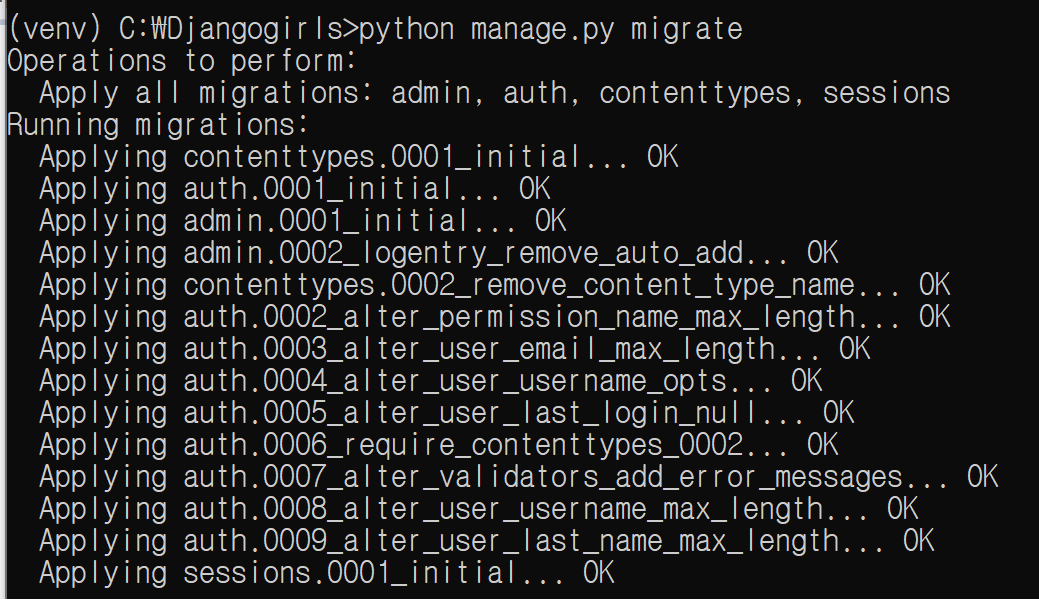 (venv) C:₩Djangogirls>python manage.py migrate
Operations to perform:
  Apply all migrations: admin, auth, contenttypes, sessions
Running migrations:
  Applying contenttypes.0001_initial... OK
  Applying auth.0001_initial... OK
  Applying admin.0001_initial... OK
  Applying admin.0002_logentry_remove_auto_add... OK
  Applying contenttypes.0002_remove_content_type_name... OK
  Applying auth.0002_alter_permission_name_max_length... OK
  Applying auth.0003_alter_user_email_max_length... OK
  Applying auth.0004_alter_user_username_opts... OK
  Applying auth.0005_alter_user_last_login_null... OK
  Applying auth.0006_require_contenttypes_0002... OK
  Applying auth.0007_alter_validators_add_error_messages... OK
  Applying auth.0008_alter_user_username_max_length... OK
  Applying auth.0009_alter_user_last_name_max_length... OK
  Applying sessions.0001_initial... OK